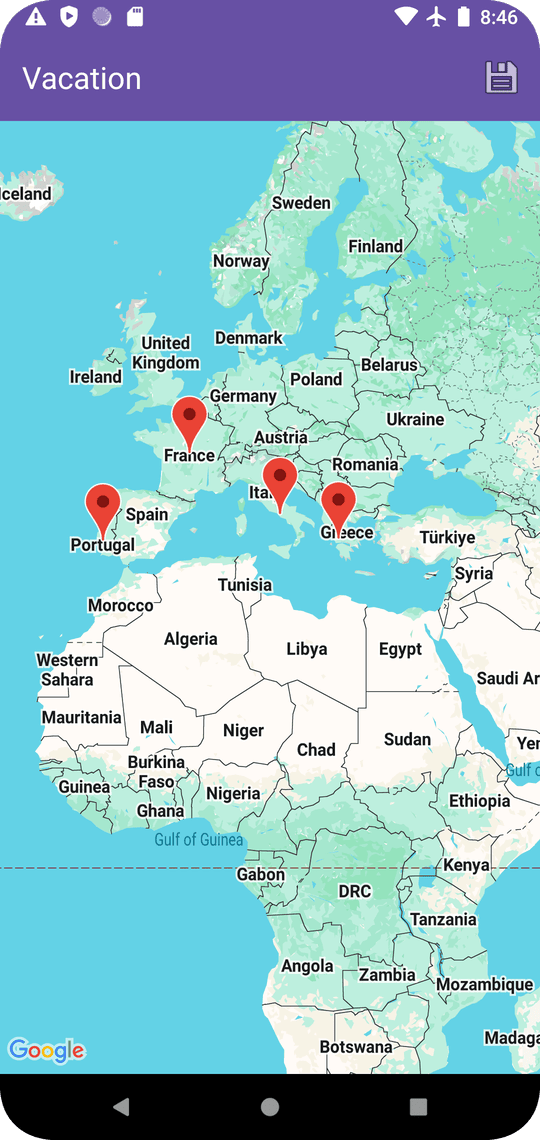 8:46
Vacation
Iceland
Sweden
Finland
Norway
United
Kingdom
Denmark
Ireland
Belarus
Poland
Germany
Ukraine
Austria
France
Romania
Ita
Spain
Greece
Portugal
Türkiye
Syria
Tunisia
Morocco
Algeria
Libya
Egypt
Western
Sahara
Saudi Ar
Mauritania
Mali
Niger
Chad
Sudan
Yer
Burkina
Faso
Gulf o
Guinea
Nigeria
Ethiopia
Ghana
Gulf of Guinea
Kenya
Gabon
DRC
Tanzania
Angola
Zambia
Mozambique
Madaga
Botswana
Google